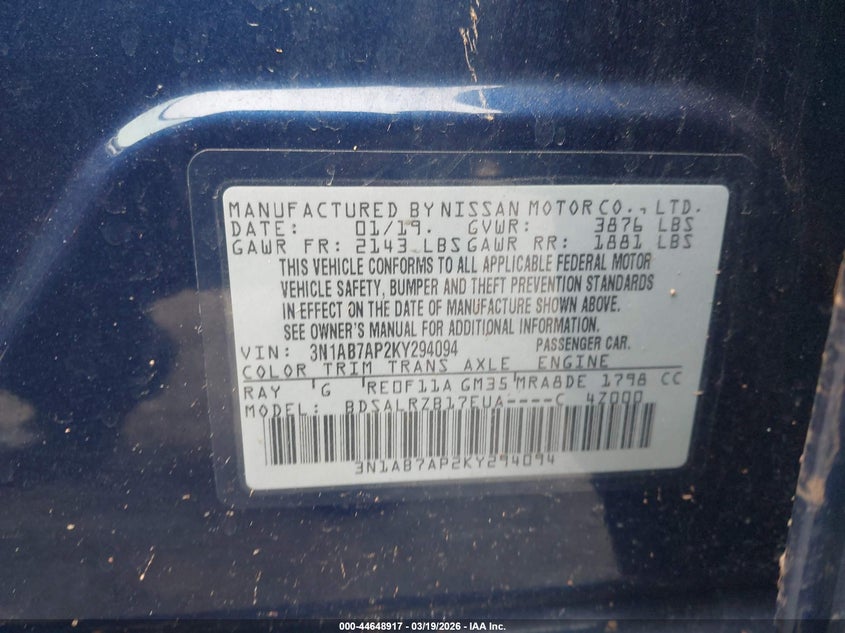 MANUFACTURED BY NISSAN MOTOR CO., LTD.
DATE: 01/19. GVWR: 3876 LBS
GAWR FR: 2143 LBS GAWR RR: 1881 LBS
THIS VEHICLE CONFORMS TO ALL APPLICABLE FEDERAL MOTOR
VEHICLE SAFETY, BUMPER AND THEFT PREVENTION STANDARDS
IN EFFECT ON THE DATE OF MANUFACTURE SHOWN ABOVE.
SEE OWNER'S MANUAL FOR ADDITIONAL INFORMATION.
VIN: 3N1AB7AP2KY294094 PASSENGER CAR.
COLOR TRIM TRANS AXLE ENGINE
RAY G RE0F11A GM35 MRA8DE 1798 CC
MODEL: BDSALRZB17EUA----C 4Z000
3N1AB7AP2KY294094
000-44648917 - 03/19/2026 - IAA Inc.